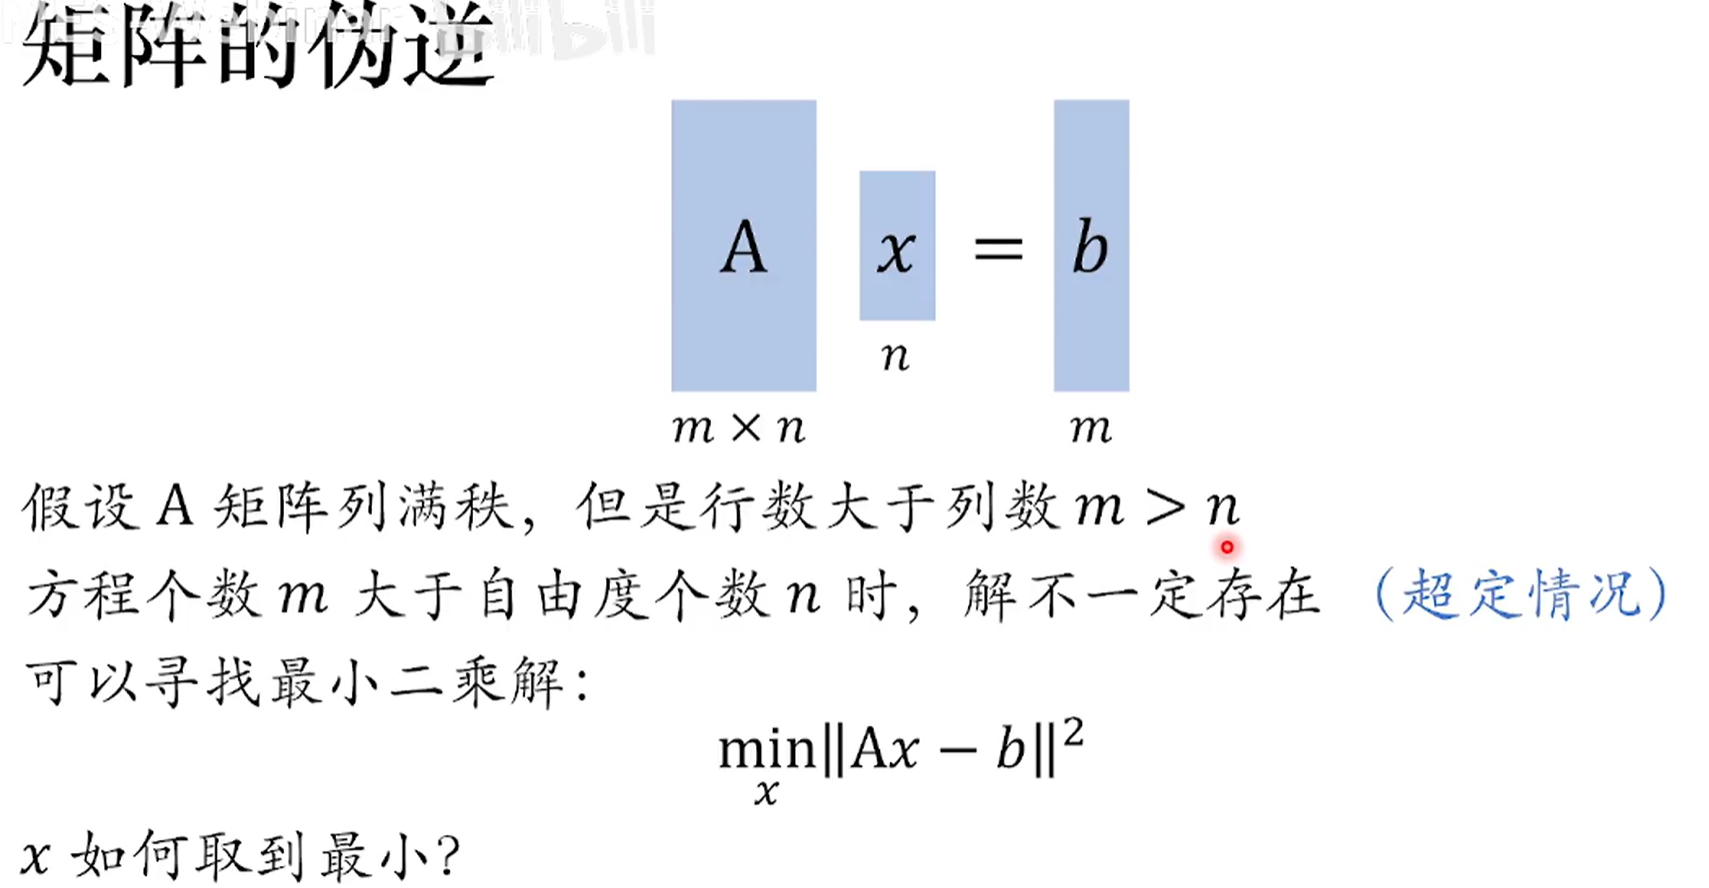 矩阵的伪逆
A x = b
n
m × n m
假设 A 矩阵列满秩，但是行数大于列数 m > n
方程个数 m 大于自由度个数 n 时，解不一定存在 （超定情况）
可以寻找最小二乘解：
min‖Ax − b‖²
x
x 如何取到最小？